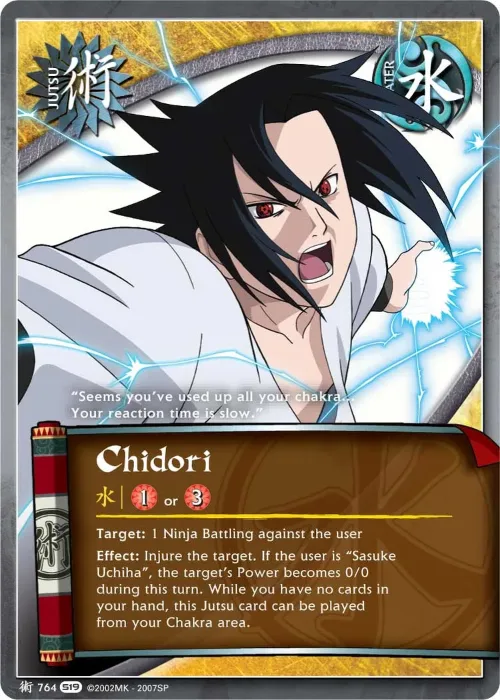 JUTSU
術
ATER
水
“Seems you’ve used up all your chakra...
Your reaction time is slow.”
Chidori
水 | 1 or 3
Target: 1 Ninja Battling against the user
Effect: Injure the target. If the user is “Sasuke
Uchiha”, the target’s Power becomes 0/0
during this turn. While you have no cards in
your hand, this Jutsu card can be played
from your Chakra area.
術
術 764 S19 ©2002MK - 2007SP